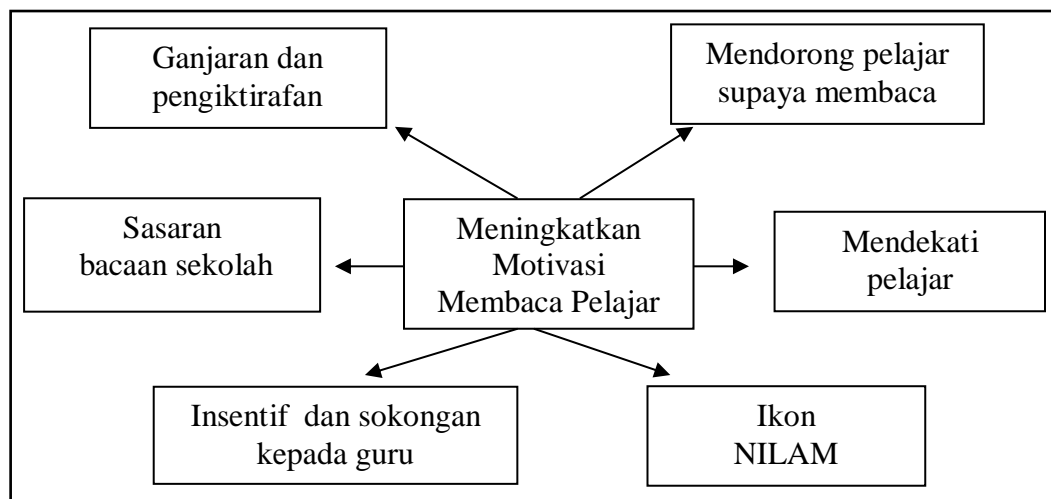 Ganjaran dan
pengiktirafan
Mendorong pelajar
supaya membaca
Sasaran
bacaan sekolah
Meningkatkan
Motivasi
Membaca Pelajar
Mendekati
pelajar
Insentif dan sokongan
kepada guru
Ikon
NILAM